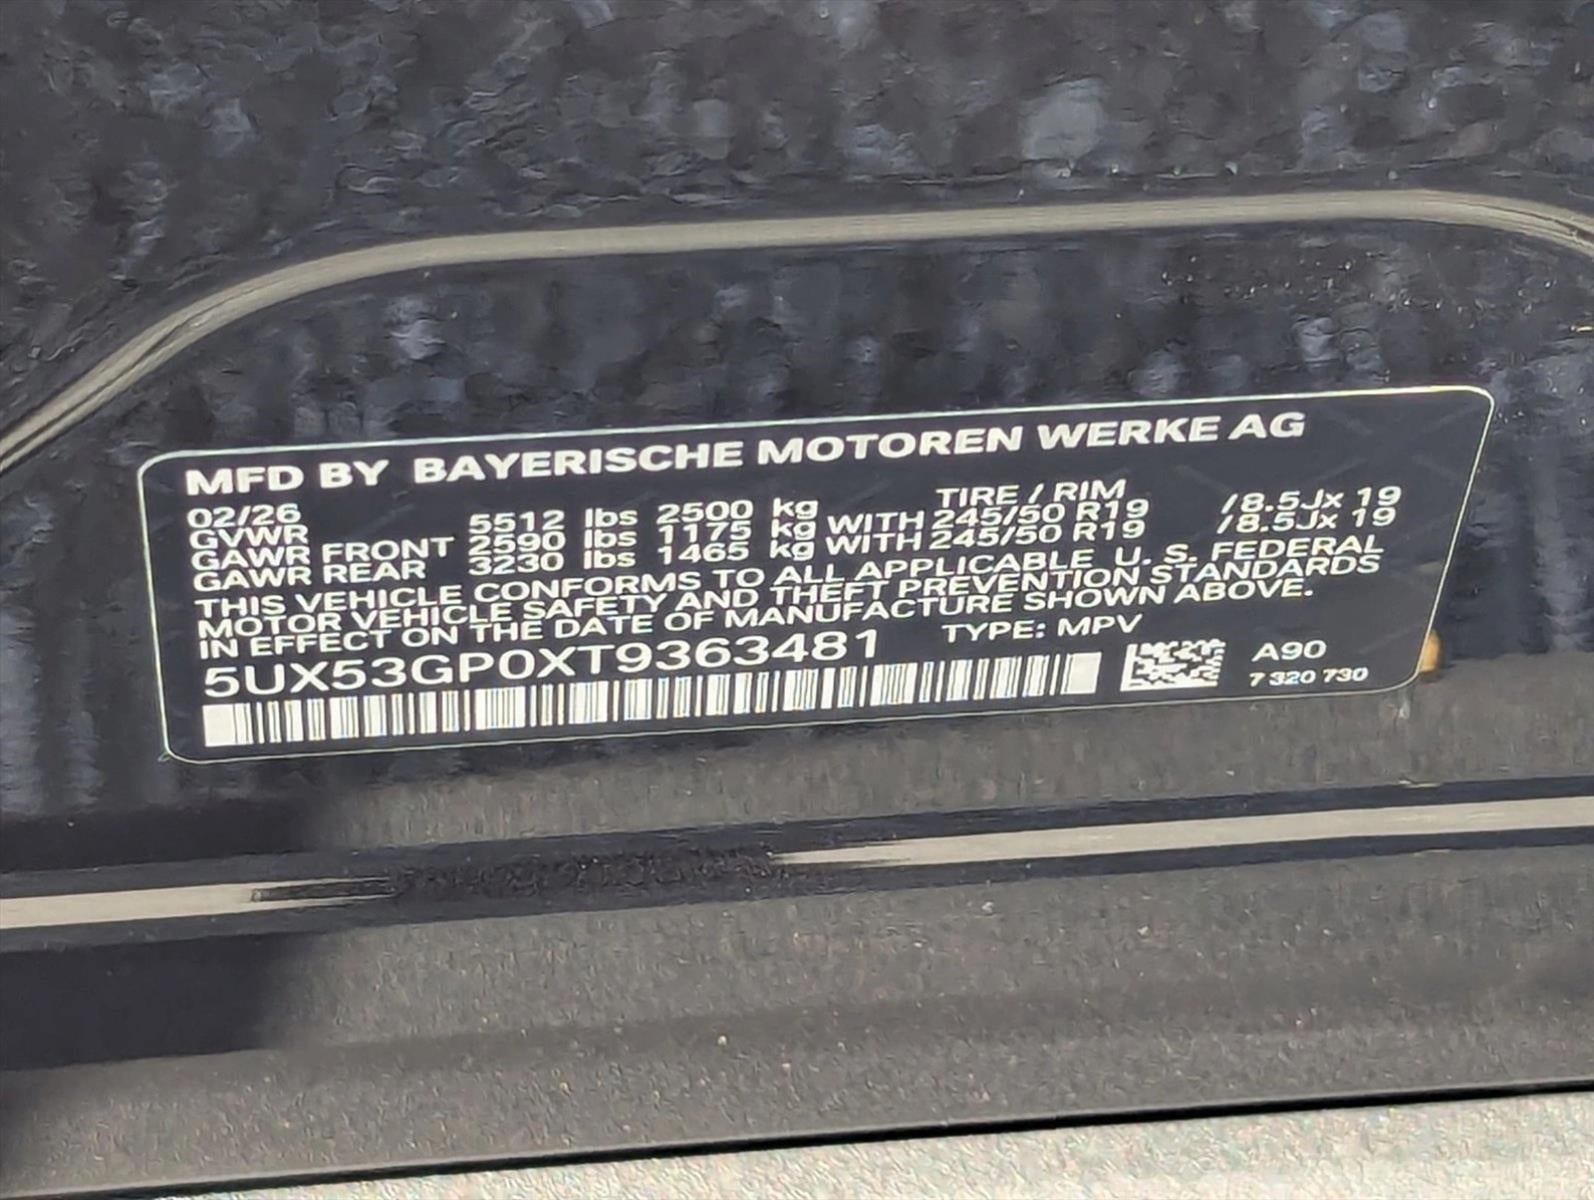 MFD BY BAYERISCHE MOTOREN WERKE AG
02/26 TIRE / RIM
GVWR 5512 lbs 2500 kg
GAWR FRONT 2590 lbs 1175 kg WITH 245/50 R19 /8.5Jx 19
GAWR REAR 3230 lbs 1465 kg WITH 245/50 R19 /8.5Jx 19
THIS VEHICLE CONFORMS TO ALL APPLICABLE U. S. FEDERAL
MOTOR VEHICLE SAFETY AND THEFT PREVENTION STANDARDS
IN EFFECT ON THE DATE OF MANUFACTURE SHOWN ABOVE.
5UX53GP0XT9363481 TYPE: MPV
A90
7 320 730